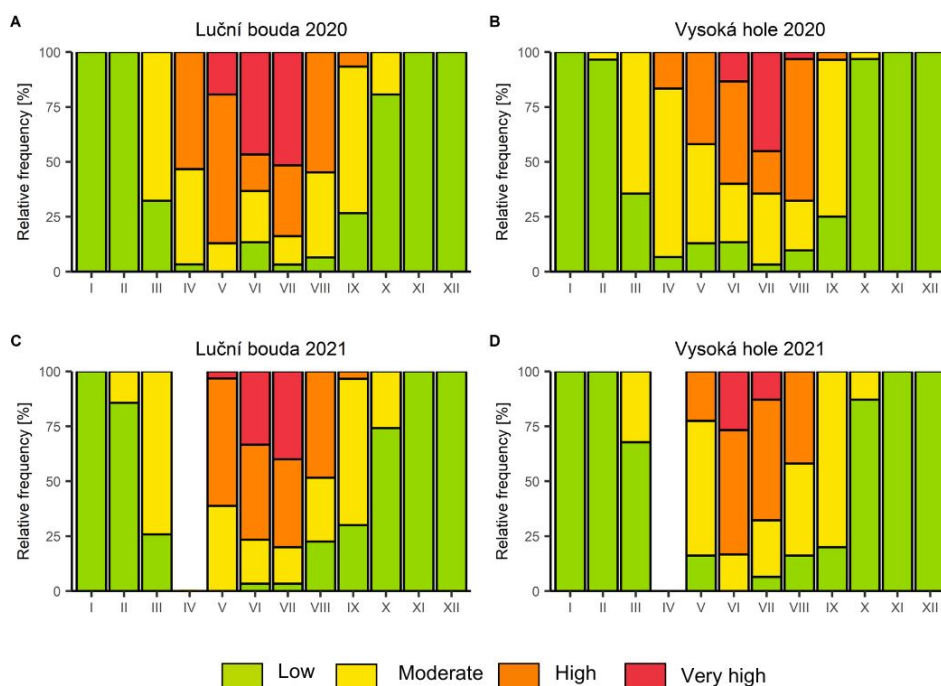 A Luční bouda 2020
Relative frequency [%]
100
75
50
25
0
I II III IV V VI VII VIII IX X XI XII
B Vysoká hole 2020
Relative frequency [%]
100
75
50
25
0
I II III IV V VI VII VIII IX X XI XII
C Luční bouda 2021
Relative frequency [%]
100
75
50
25
0
I II III IV V VI VII VIII IX X XI XII
D Vysoká hole 2021
Relative frequency [%]
100
75
50
25
0
I II III IV V VI VII VIII IX X XI XII
Low Moderate High Very high